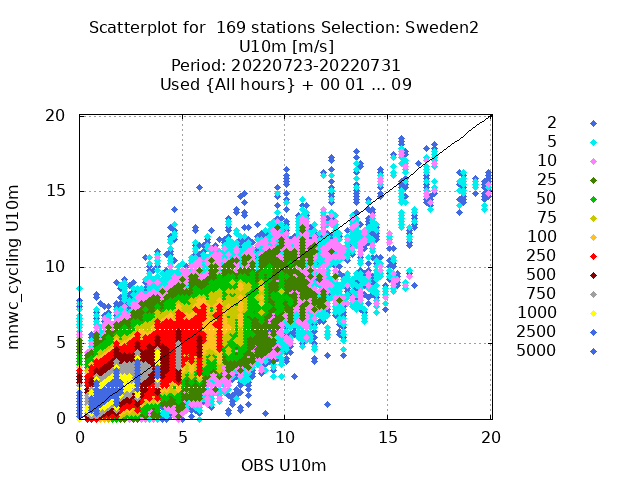 Scatterplot for  169 stations Selection: Sweden2
U10m [m/s]
Period: 20220723-20220731
Used {All hours} + 00 01 ... 09
20
15
10
5
0
mnwc_cycling U10m
0 5 10 15 20
OBS U10m
2
5
10
25
50
75
100
250
500
750
1000
2500
5000